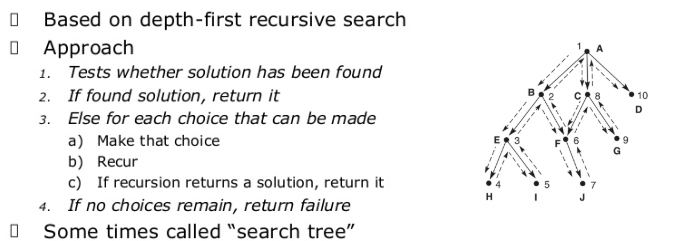 Based on depth-first recursive search
Approach
1. Tests whether solution has been found
2. If found solution, return it
3. Else for each choice that can be made
a) Make that choice
b) Recur
c) If recursion returns a solution, return it
4. If no choices remain, return failure
Some times called “search tree”
1 A
B 2 C 8 10
D
E 3 F 6 9
G
4 5 7
H I J